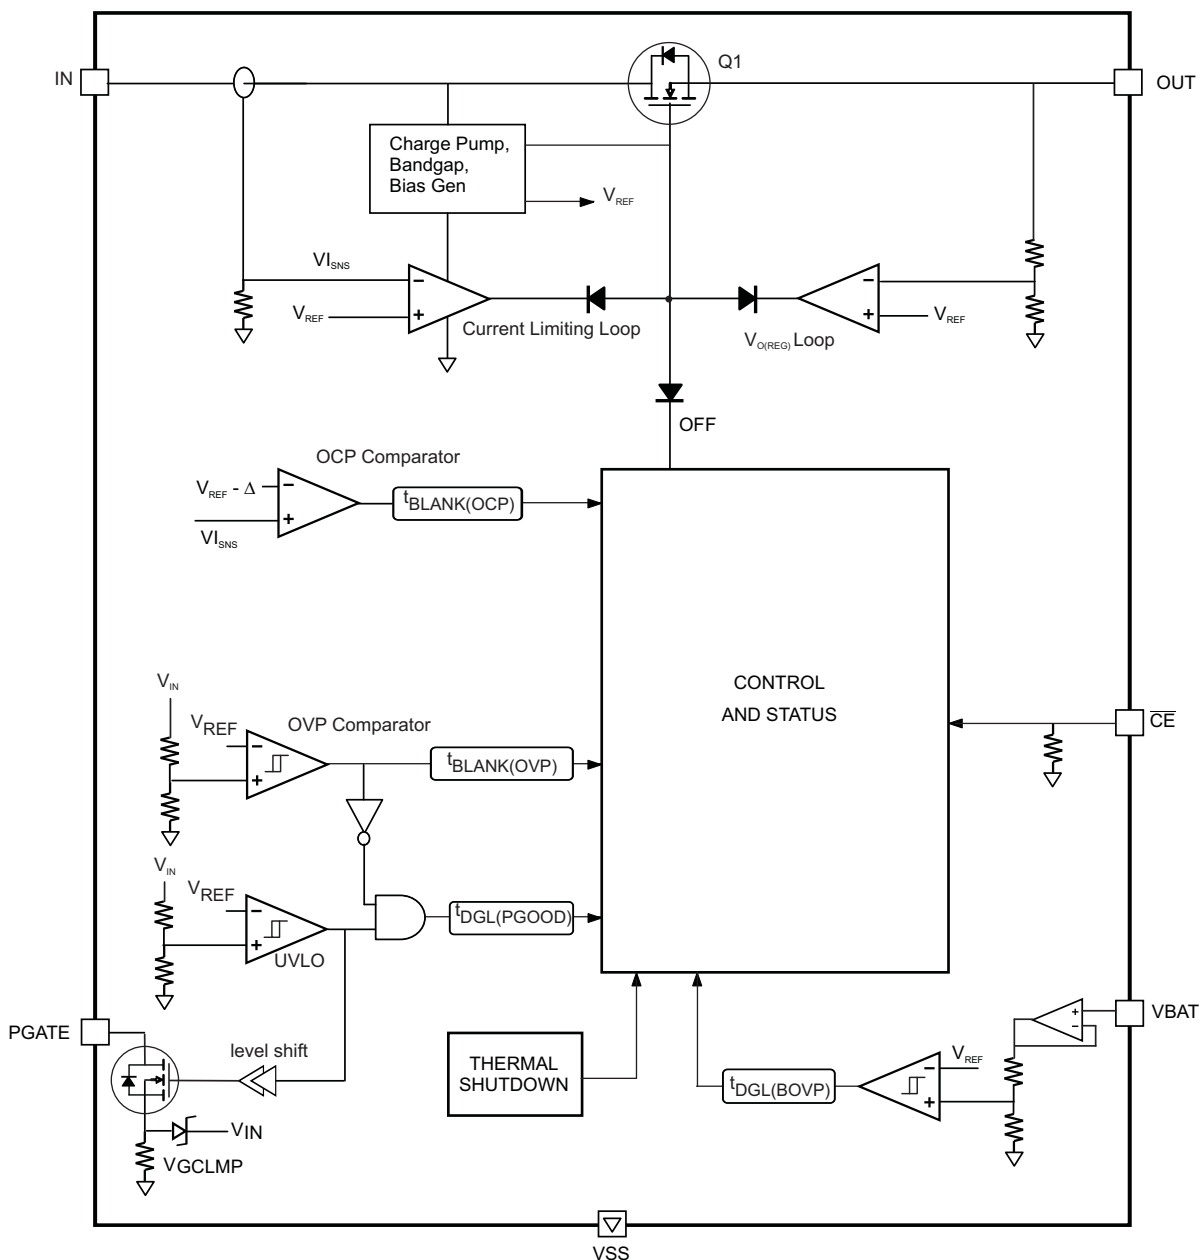 Q1
IN
OUT
Charge Pump,
Bandgap,
Bias Gen
VREF
VISNS
VREF
Current Limiting Loop
VREF
VO(REG) Loop
OFF
OCP Comparator
VREF - Δ
tBLANK(OCP)
VISNS
CONTROL
AND STATUS
VIN
VREF
OVP Comparator
CE
tBLANK(OVP)
VIN
VREF
tDGL(PGOOD)
UVLO
PGATE
VBAT
level shift
THERMAL
SHUTDOWN
VREF
tDGL(BOVP)
VIN
VGCLMP
VSS